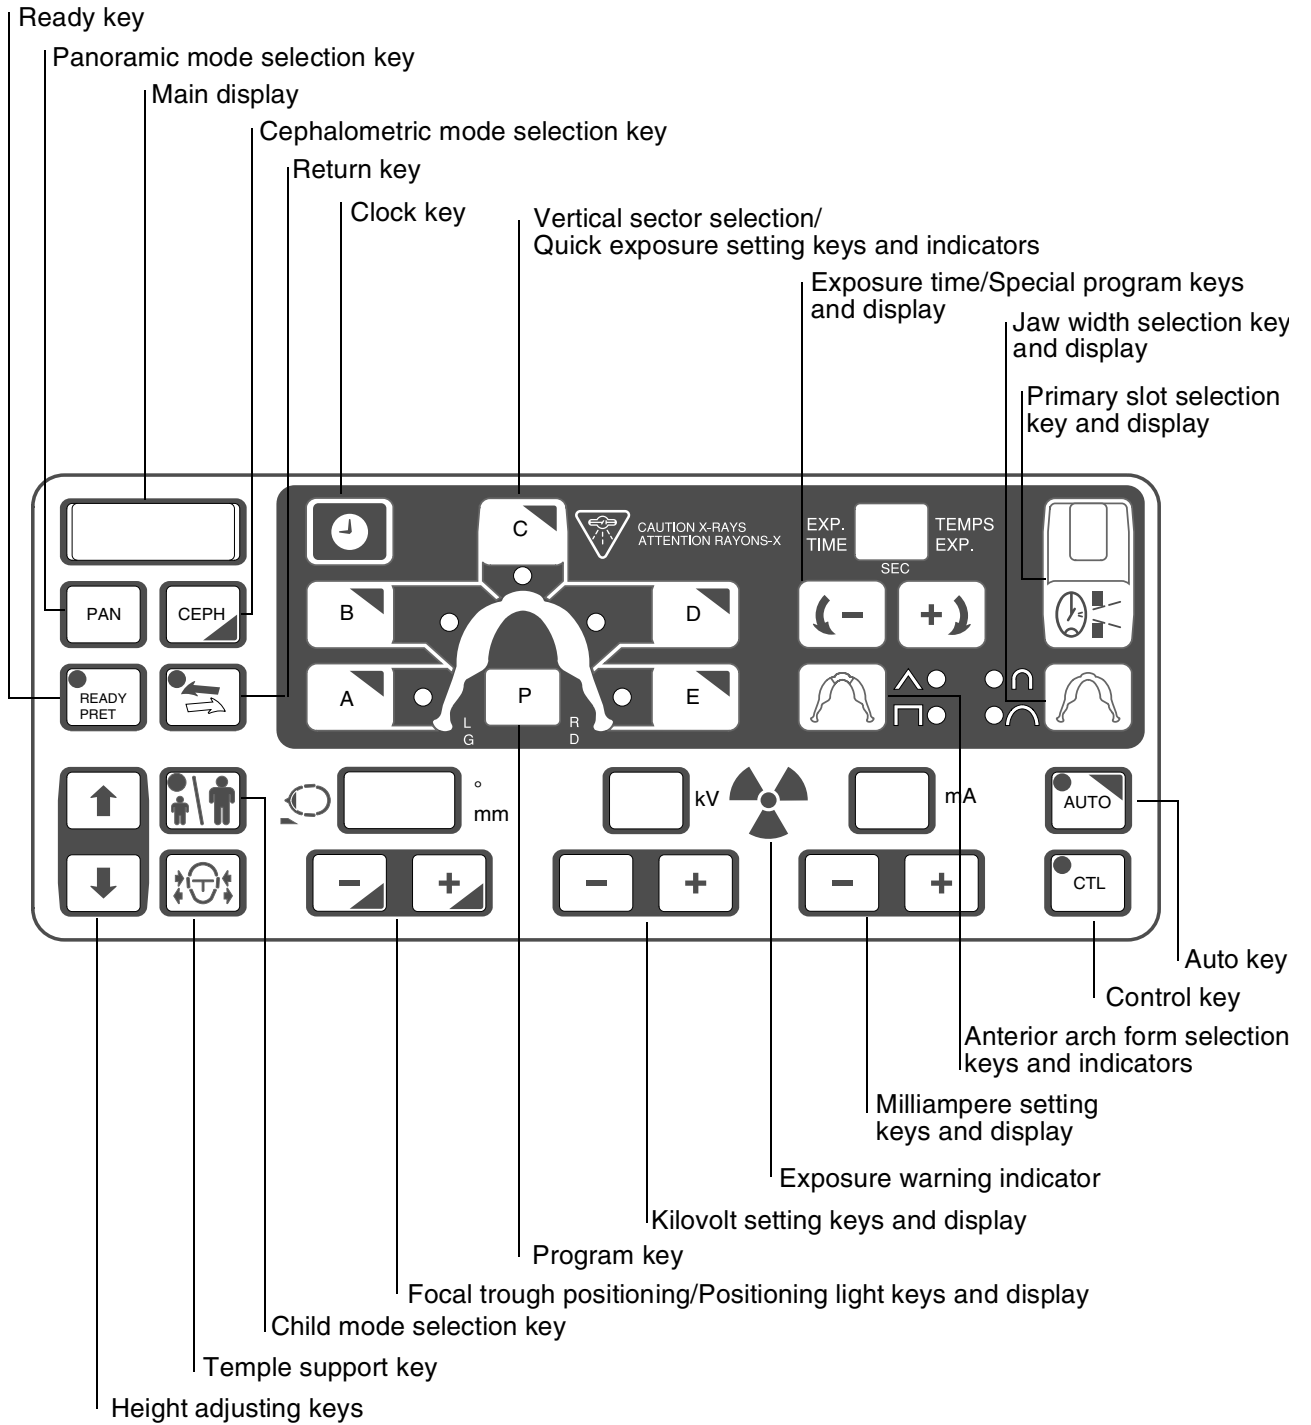 Ready key
Panoramic mode selection key
Main display
Cephalometric mode selection key
Return key
Clock key
Vertical sector selection/
Quick exposure setting keys and indicators
Exposure time/Special program keys
and display
Jaw width selection key
and display
Primary slot selection
key and display
C
CAUTION X-RAYS
ATTENTION RAYONS-X
EXP.
TIME
TEMPS
EXP.
SEC
PAN
CEPH
B
D
- +
READY
PRET
A
P
E
L
G
R
D
°
mm
kV
mA
AUTO
- +
- +
- +
CTL
Auto key
Control key
Anterior arch form selection
keys and indicators
Milliampere setting
keys and display
Exposure warning indicator
Kilovolt setting keys and display
Program key
Focal trough positioning/Positioning light keys and display
Child mode selection key
Temple support key
Height adjusting keys